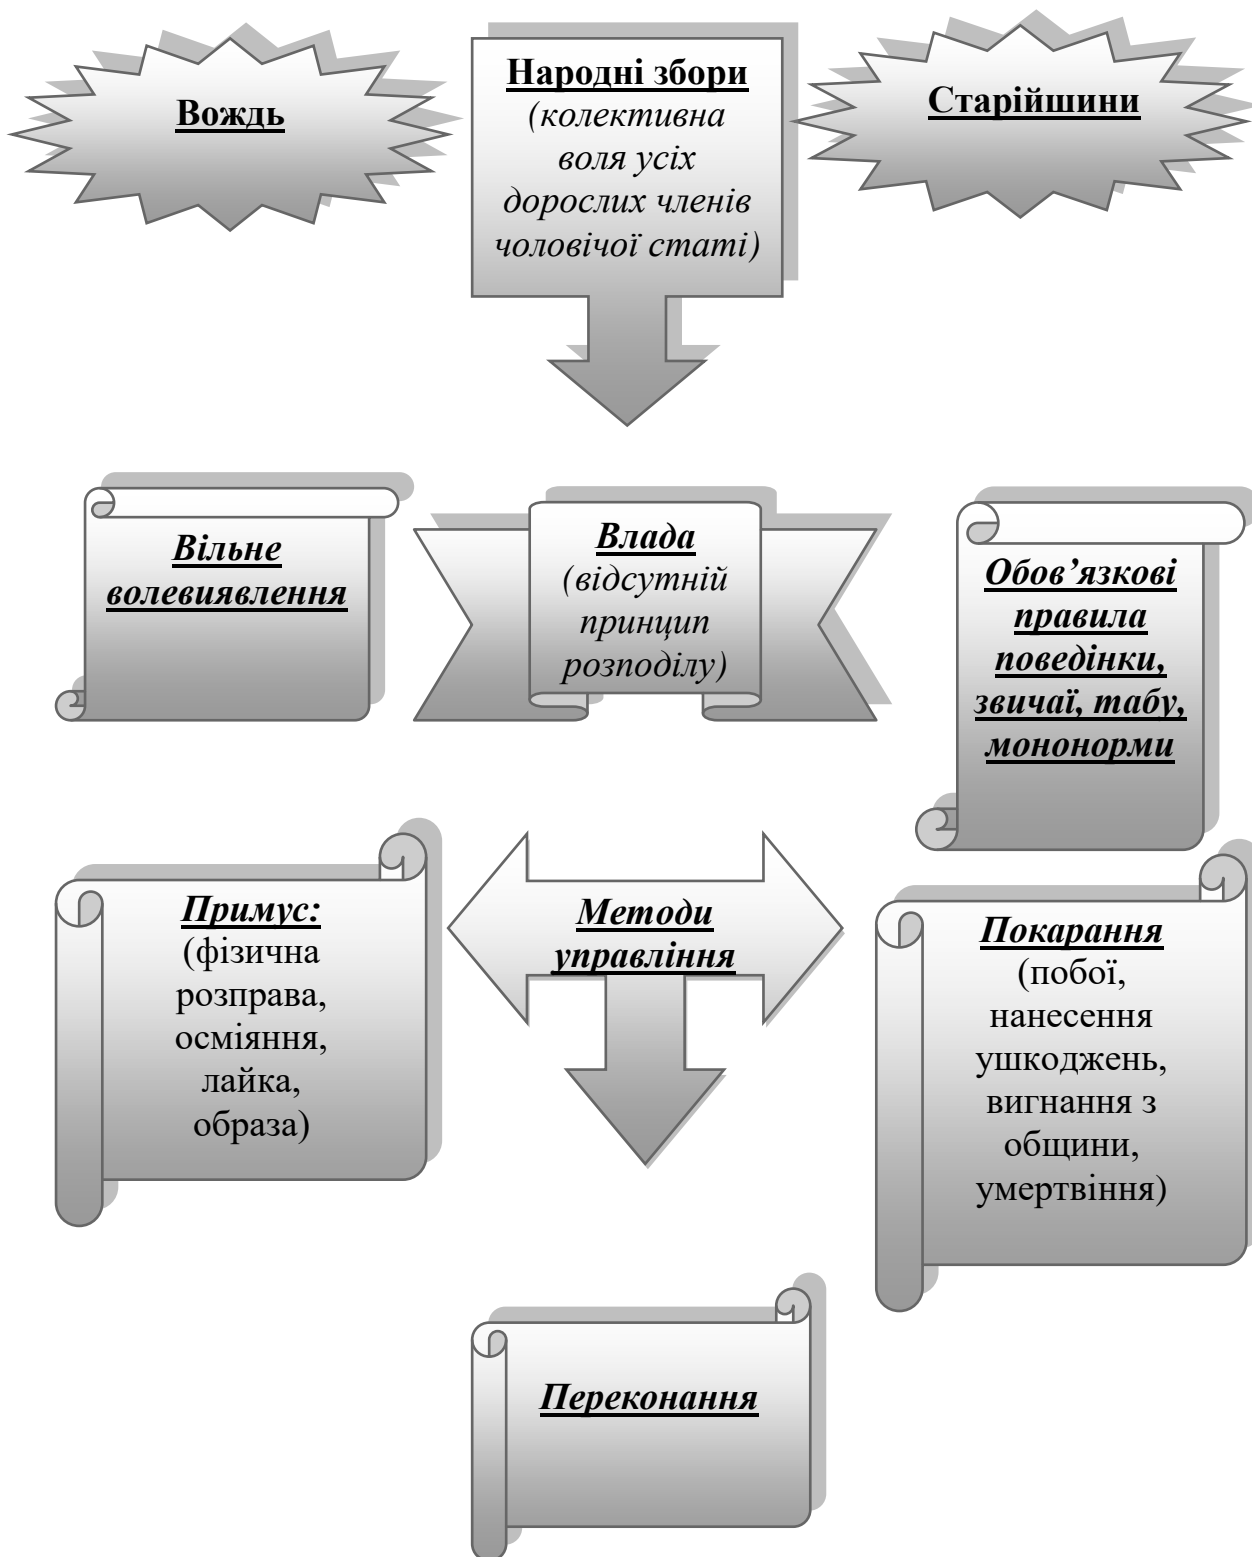 Вождь
Народні збори
(колективна
воля усіх
дорослих членів
чоловічої статі)
Старійшини
Вільне
волевиявлення
Влада
(відсутній
принцип
розподілу)
Обов’язкові
правила
поведінки,
звичаї, табу,
мононорми
Примус:
(фізична
розправа,
осміяння,
лайка,
образа)
Методи
управління
Покарання
(побої,
нанесення
ушкоджень,
вигнання з
общини,
умертвіння)
Переконання